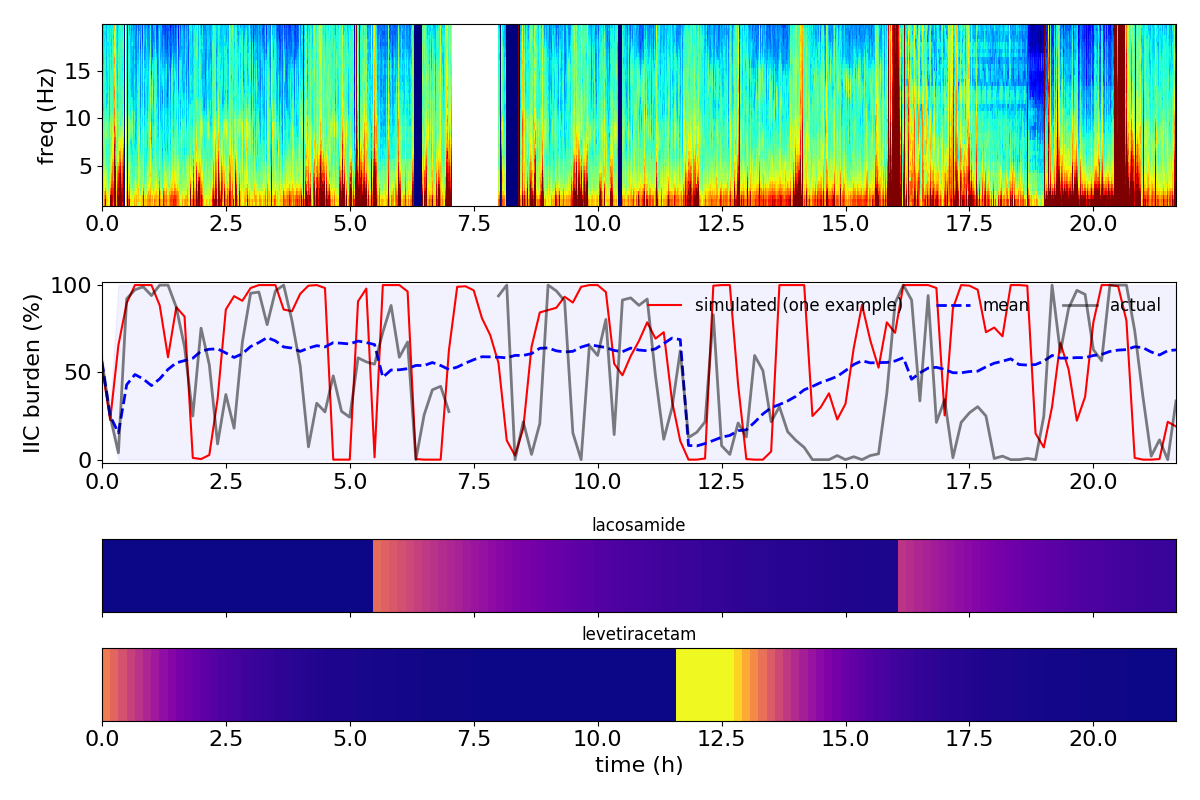 freq (Hz)
15
10
5
0.0 2.5 5.0 7.5 10.0 12.5 15.0 17.5 20.0
IIC burden (%)
100
50
0
simulated (one example) mean actual
0.0 2.5 5.0 7.5 10.0 12.5 15.0 17.5 20.0
lacosamide
levetiracetam
0.0 2.5 5.0 7.5 10.0 12.5 15.0 17.5 20.0
time (h)